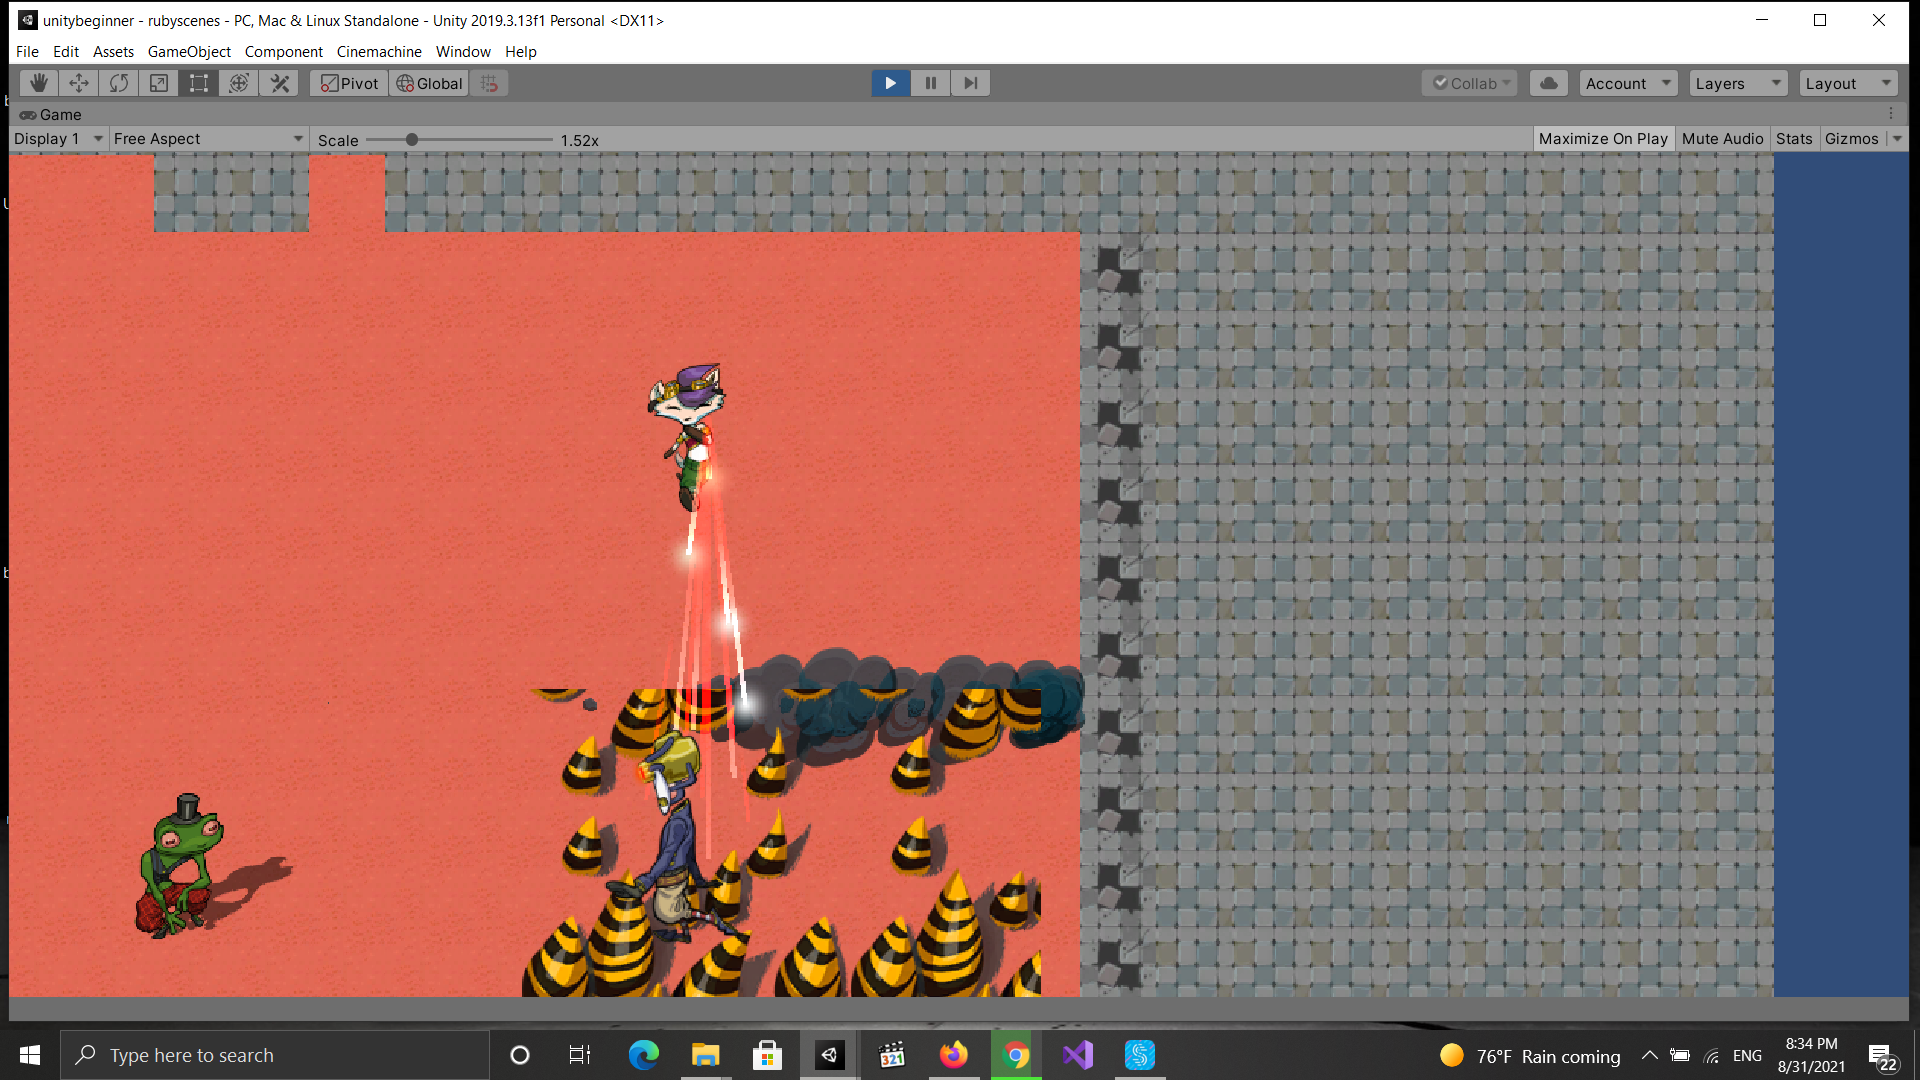 unitybeginner - rubyscenes - PC, Mac & Linux Standalone - Unity 2019.3.13f1 Personal <DX11>
File Edit Assets GameObject Component Cinemachine Window Help
Pivot Global Collab Account Layers Layout
Game
Display 1 Free Aspect Scale 1.52x Maximize On Play Mute Audio Stats Gizmos
321
Type here to search
76°F Rain coming
ENG
8:34 PM
8/31/2021
22